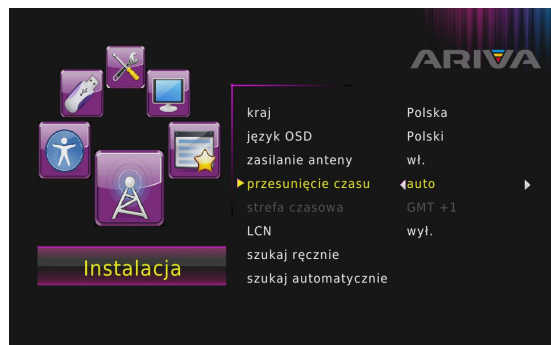 ARIVA
kraj Polska
język OSD Polski
zasilanie anteny wł.
przesunięcie czasu auto
strefa czasowa GMT +1
LCN wył.
szukaj ręcznie
szukaj automatycznie
Instalacja